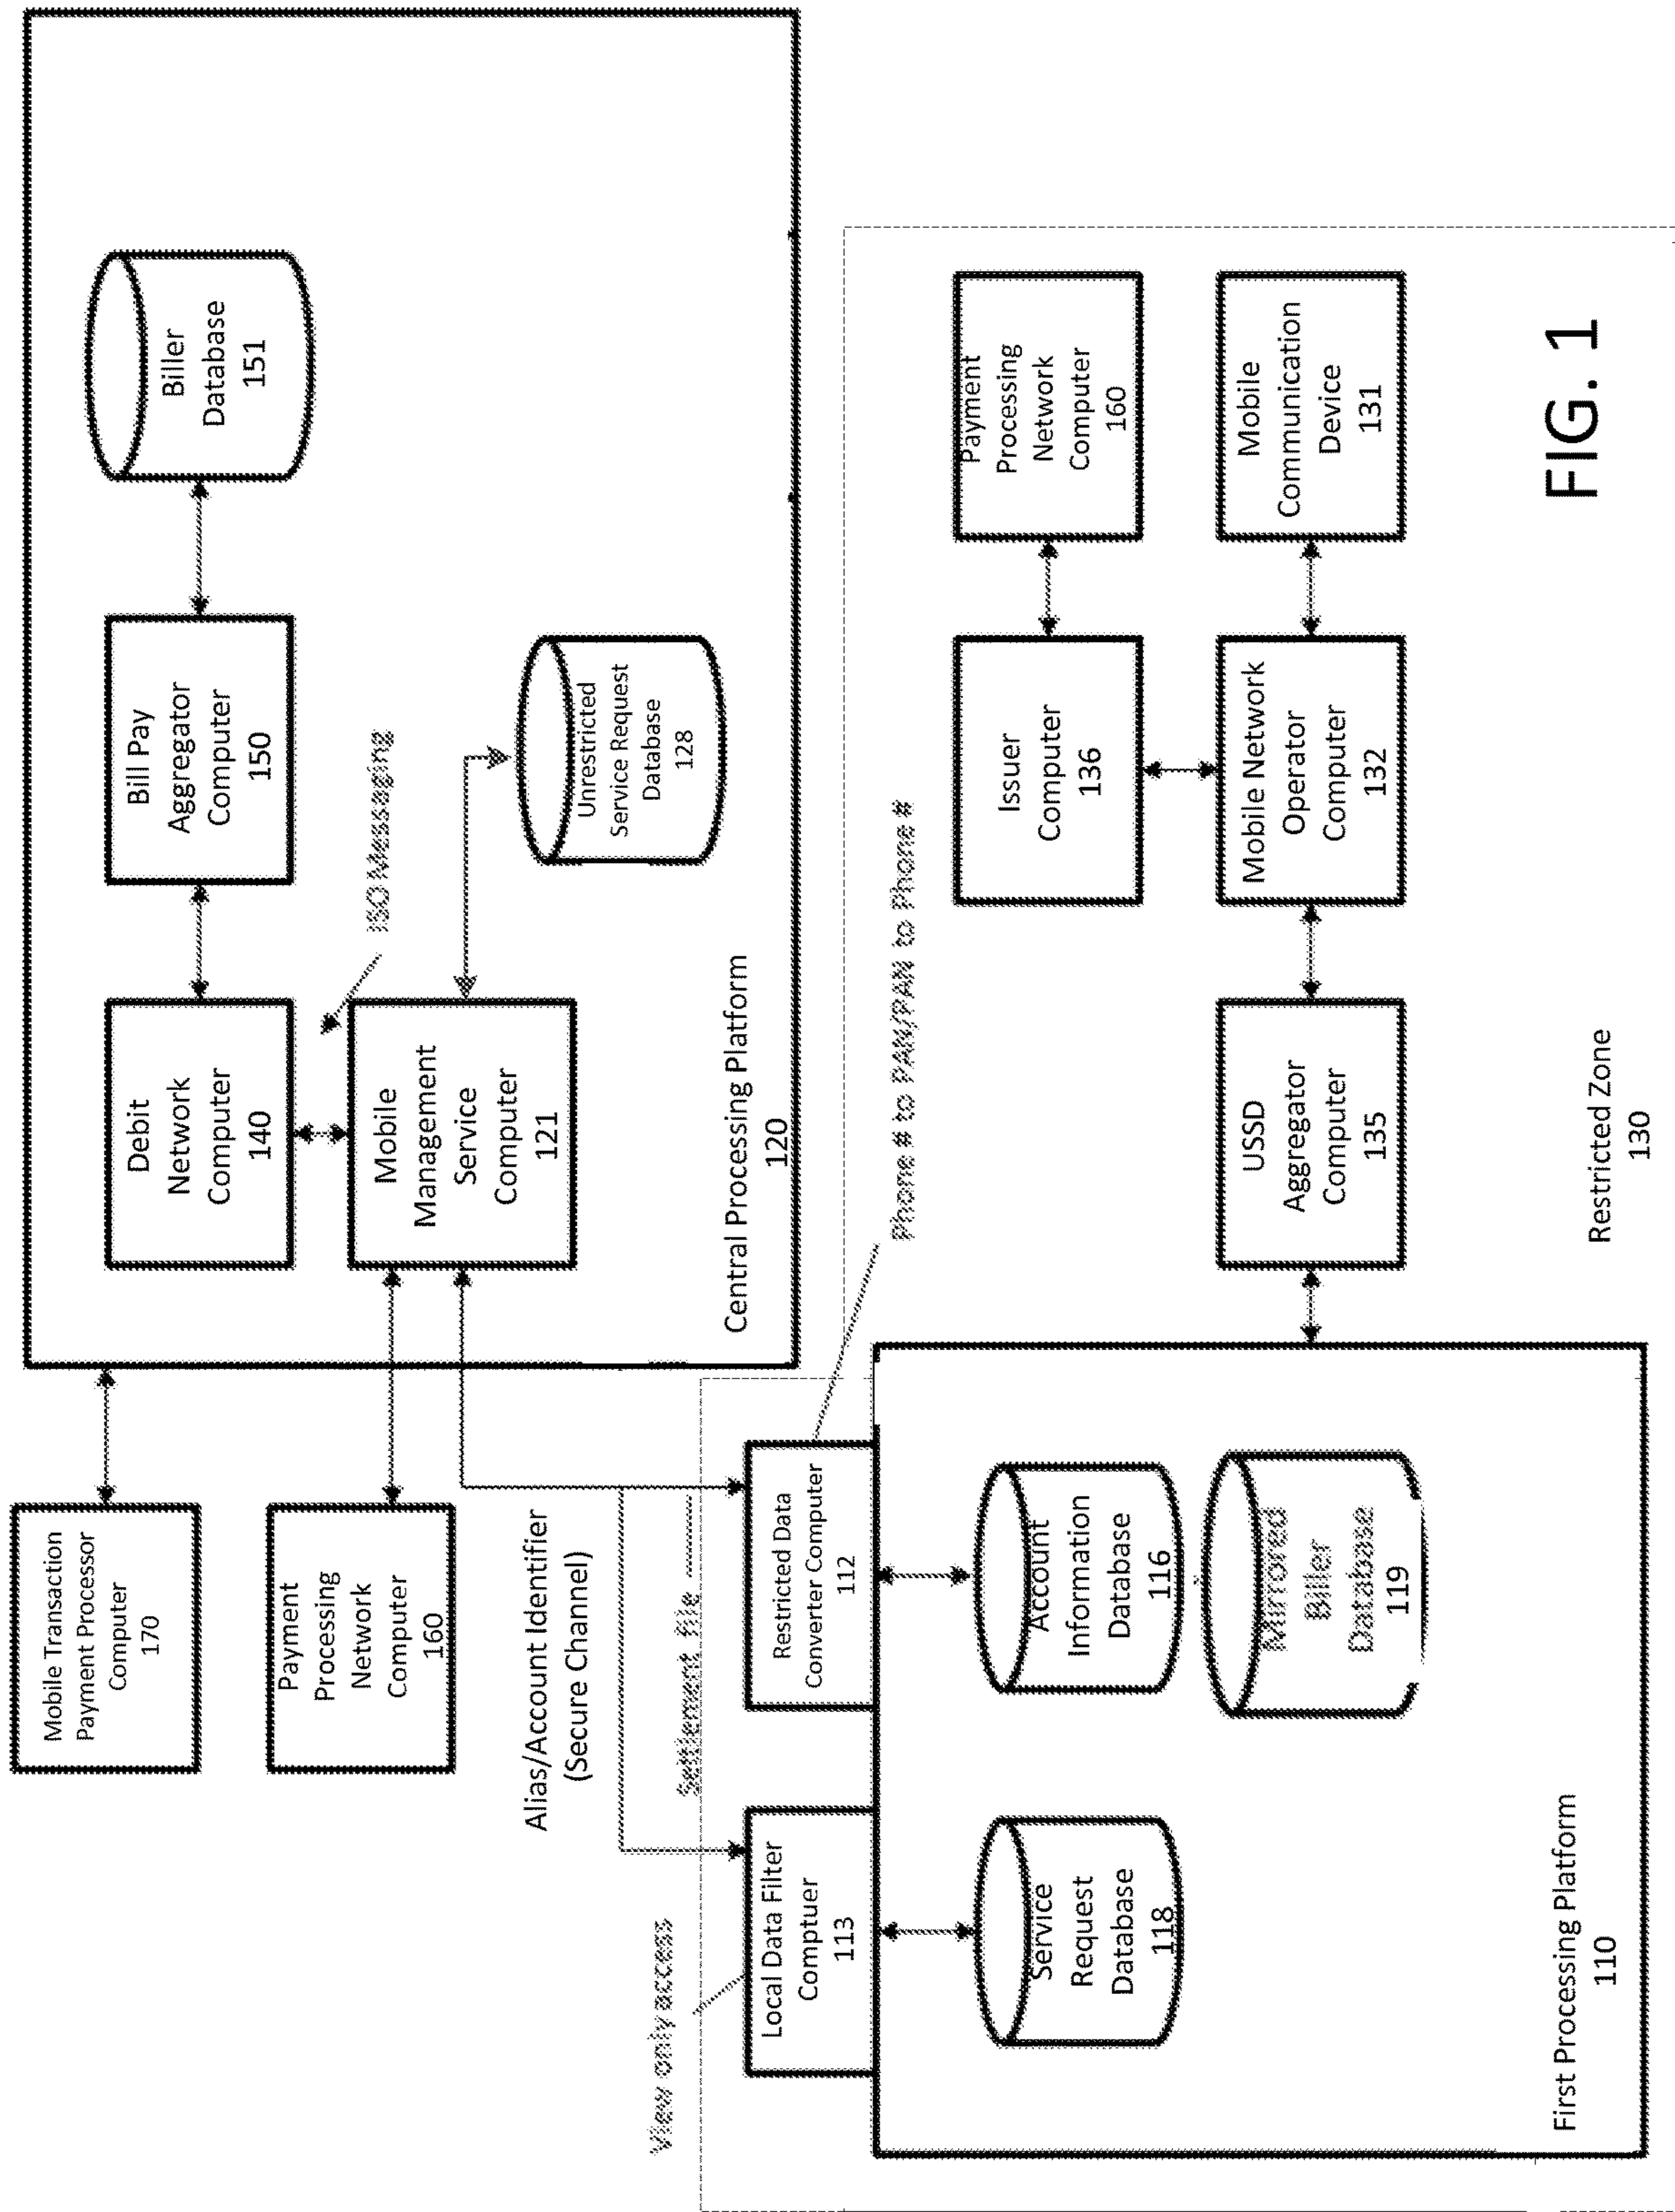 Mobile Transaction
Payment Processor
Computer
170
Payment
Processing
Network
Computer
160
Alias/Account Identifier
(Secure Channel)
Settlement file
View only access
Local Data Filter
Comptuer
113
Restricted Data
Converter Computer
112
Service
Request
Database
118
Account
Information
Database
116
Mirrored
Biller
Database
119
First Processing Platform
110
Debit
Network
Computer
140
Bill Pay
Aggregator
Computer
150
Biller
Database
151
ISO Messaging
Mobile
Management
Service
Computer
121
Unrestricted
Service Request
Database
128
Central Processing Platform
120
Phone # to PAN/PAN to Phone #
Issuer
Computer
136
Payment
Processing
Network
Computer
160
USSD
Aggregator
Computer
135
Mobile Network
Operator
Computer
132
Mobile
Communication
Device
131
Restricted Zone
130
FIG. 1